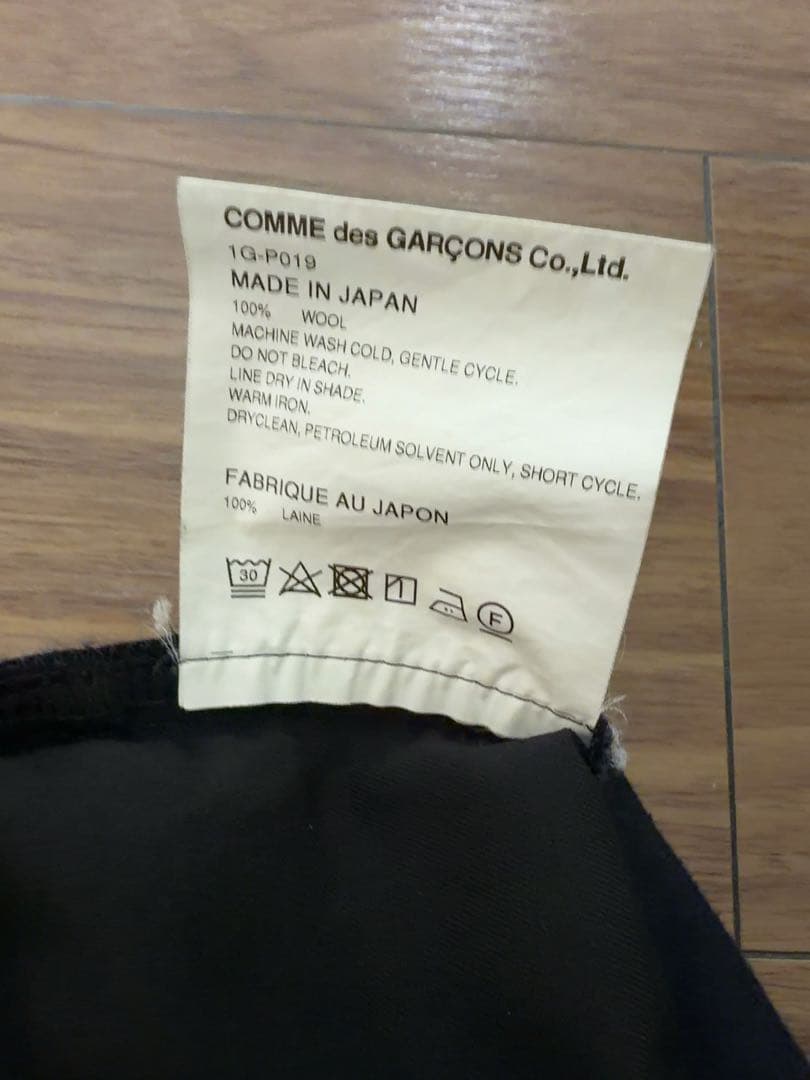 COMME des GARÇONS Co.,Ltd.
1G-P019
MADE IN JAPAN
100% WOOL
MACHINE WASH COLD, GENTLE CYCLE.
DO NOT BLEACH.
LINE DRY IN SHADE.
WARM IRON.
DRYCLEAN, PETROLEUM SOLVENT ONLY, SHORT CYCLE.
FABRIQUE AU JAPON
100% LAINE
30 F